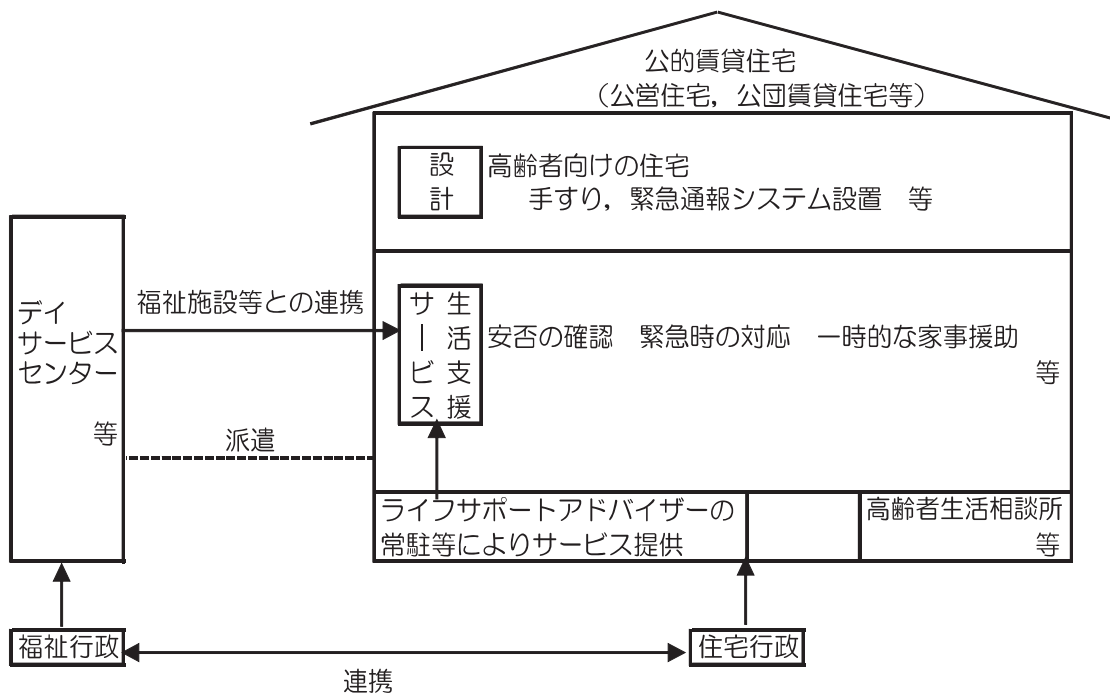 公的賃貸住宅
（公営住宅，公団賃貸住宅等）
設計
高齢者向けの住宅
手すり，緊急通報システム設置　等
デイ
サービス
センター
等
福祉施設等との連携
生活支援
サービス
安否の確認　緊急時の対応　一時的な家事援助
等
派遣
ライフサポートアドバイザーの
常駐等によりサービス提供
高齢者生活相談所
等
福祉行政
住宅行政
連携